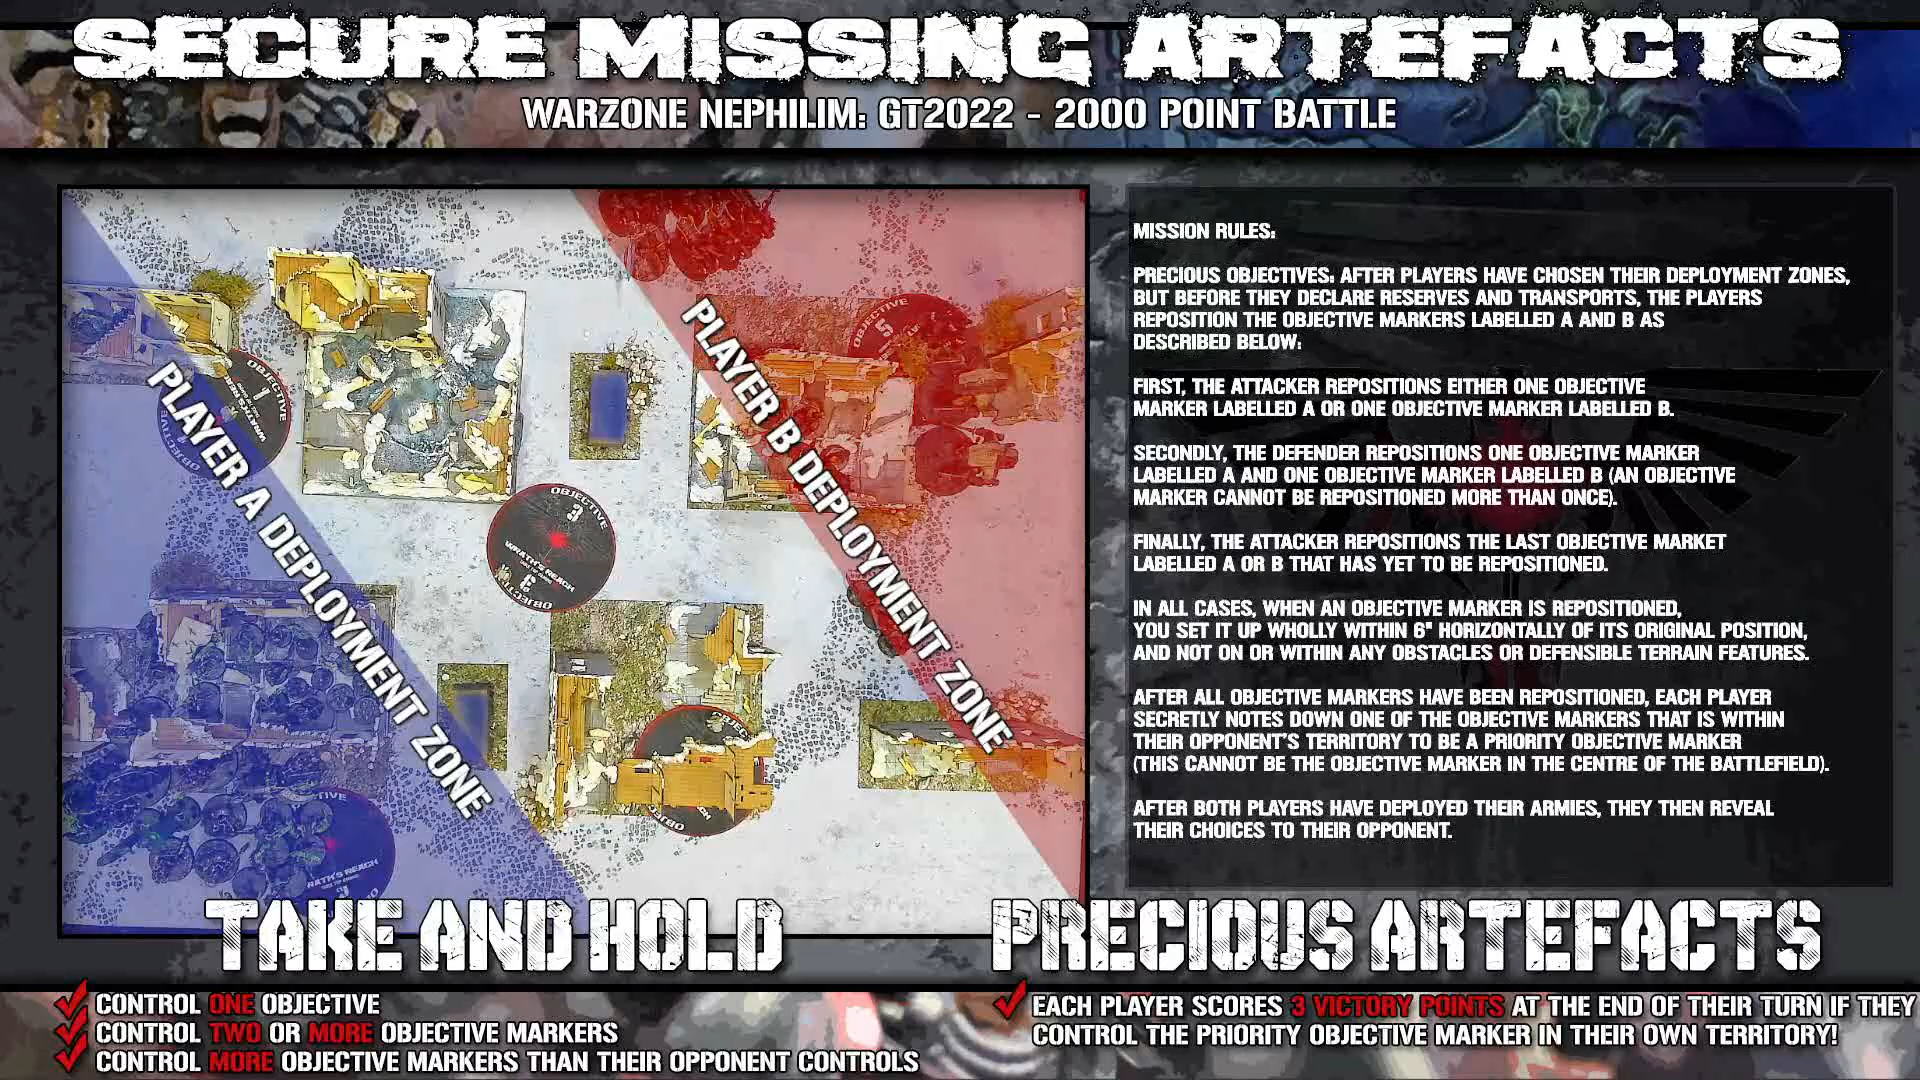 SECURE MISSING ARTEFACTS
WARZONE NEPHILIM: GT2022 - 2000 POINT BATTLE
PLAYER A DEPLOYMENT ZONE
PLAYER B DEPLOYMENT ZONE
OBJECTIVE
1
OBJECTIVE
OBJECTIVE
5
OBJECTIVE
3
WRATH'S REACH
3
OBJECTIVE
MISSION RULES:
PRECIOUS OBJECTIVES: AFTER PLAYERS HAVE CHOSEN THEIR DEPLOYMENT ZONES,
BUT BEFORE THEY DECLARE RESERVES AND TRANSPORTS, THE PLAYERS
REPOSITION THE OBJECTIVE MARKERS LABELLED A AND B AS
DESCRIBED BELOW:
FIRST, THE ATTACKER REPOSITIONS EITHER ONE OBJECTIVE
MARKER LABELLED A OR ONE OBJECTIVE MARKER LABELLED B.
SECONDLY, THE DEFENDER REPOSITIONS ONE OBJECTIVE MARKER
LABELLED A AND ONE OBJECTIVE MARKER LABELLED B (AN OBJECTIVE
MARKER CANNOT BE REPOSITIONED MORE THAN ONCE).
FINALLY, THE ATTACKER REPOSITIONS THE LAST OBJECTIVE MARKET
LABELLED A OR B THAT HAS YET TO BE REPOSITIONED.
IN ALL CASES, WHEN AN OBJECTIVE MARKER IS REPOSITIONED,
YOU SET IT UP WHOLLY WITHIN 6" HORIZONTALLY OF ITS ORIGINAL POSITION,
AND NOT ON OR WITHIN ANY OBSTACLES OR DEFENSIBLE TERRAIN FEATURES.
AFTER ALL OBJECTIVE MARKERS HAVE BEEN REPOSITIONED, EACH PLAYER
SECRETLY NOTES DOWN ONE OF THE OBJECTIVE MARKERS THAT IS WITHIN
THEIR OPPONENT'S TERRITORY TO BE A PRIORITY OBJECTIVE MARKER
(THIS CANNOT BE THE OBJECTIVE MARKER IN THE CENTRE OF THE BATTLEFIELD).
AFTER BOTH PLAYERS HAVE DEPLOYED THEIR ARMIES, THEY THEN REVEAL
THEIR CHOICES TO THEIR OPPONENT.
TAKE AND HOLD
CONTROL ONE OBJECTIVE
CONTROL TWO OR MORE OBJECTIVE MARKERS
CONTROL MORE OBJECTIVE MARKERS THAN THEIR OPPONENT CONTROLS
PRECIOUS ARTEFACTS
EACH PLAYER SCORES 3 VICTORY POINTS AT THE END OF THEIR TURN IF THEY
CONTROL THE PRIORITY OBJECTIVE MARKER IN THEIR OWN TERRITORY!